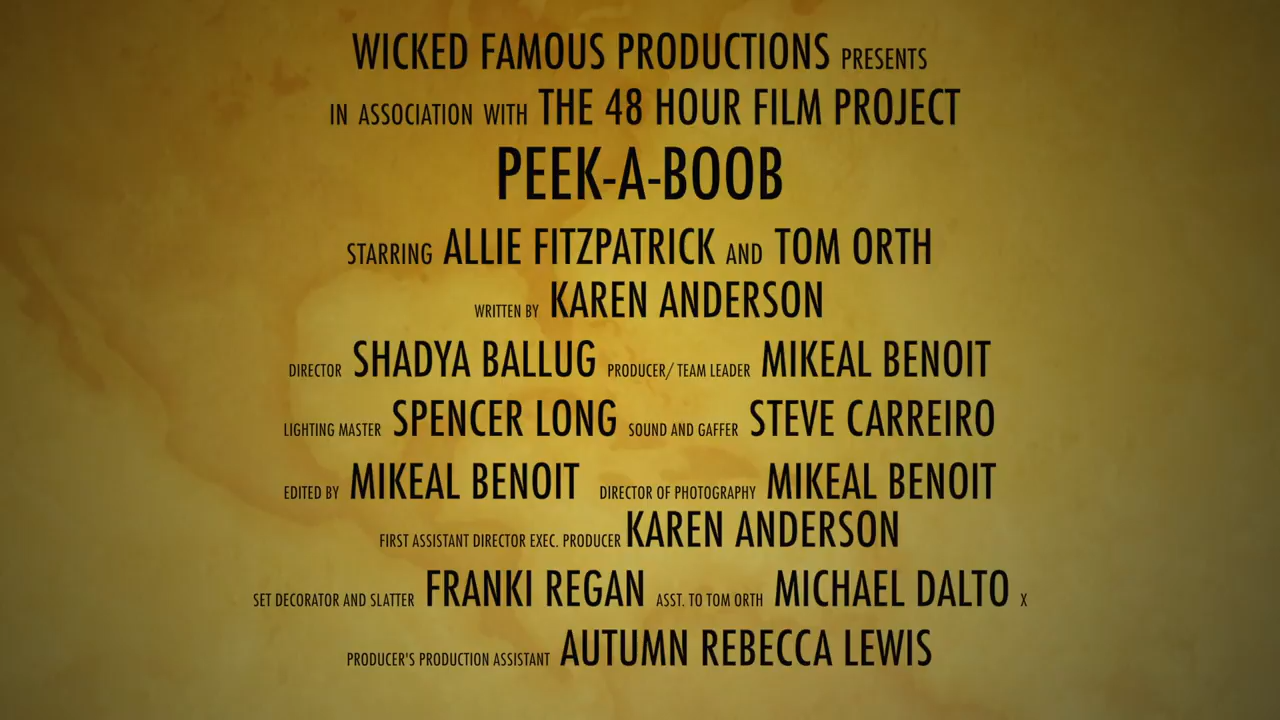 WICKED FAMOUS PRODUCTIONS PRESENTS
IN ASSOCIATION WITH THE 48 HOUR FILM PROJECT
PEEK-A-BOOB
STARRING ALLIE FITZPATRICK AND TOM ORTH
WRITTEN BY KAREN ANDERSON
DIRECTOR SHADYA BALLUG PRODUCER/ TEAM LEADER MIKEAL BENOIT
LIGHTING MASTER SPENCER LONG SOUND AND GAFFER STEVE CARREIRO
EDITED BY MIKEAL BENOIT DIRECTOR OF PHOTOGRAPHY MIKEAL BENOIT
FIRST ASSISTANT DIRECTOR EXEC. PRODUCER KAREN ANDERSON
SET DECORATOR AND SLATTER FRANKI REGAN ASST. TO TOM ORTH MICHAEL DALTO X
PRODUCER'S PRODUCTION ASSISTANT AUTUMN REBECCA LEWIS